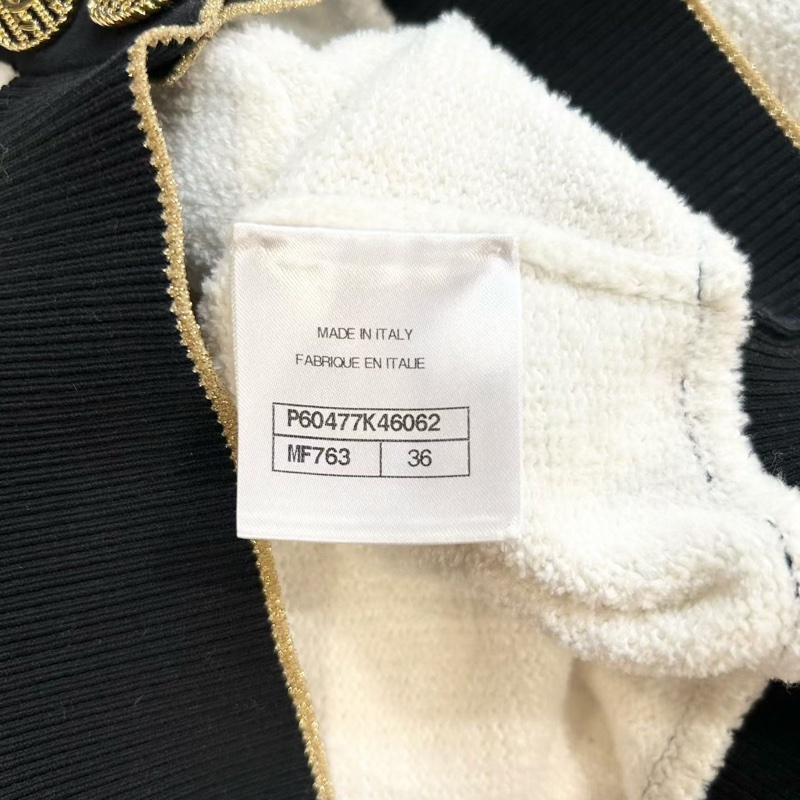 MADE IN ITALY
FABRIQUE EN ITALIE
P60477K46062
MF763 36